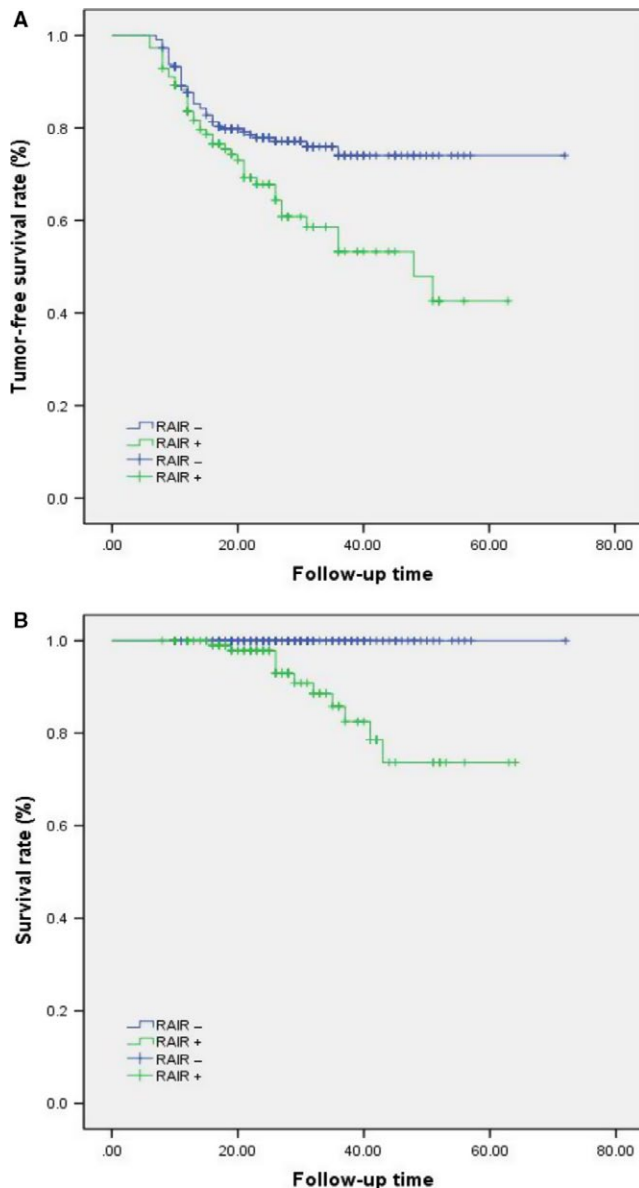 A
Tumor-free survival rate (%)
1.0
0.8
0.6
0.4
0.2
0.0
RAIR –
RAIR +
RAIR –
RAIR +
.00 20.00 40.00 60.00 80.00
Follow-up time
B
Survival rate (%)
1.0
0.8
0.6
0.4
0.2
0.0
RAIR –
RAIR +
RAIR –
RAIR +
.00 20.00 40.00 60.00 80.00
Follow-up time